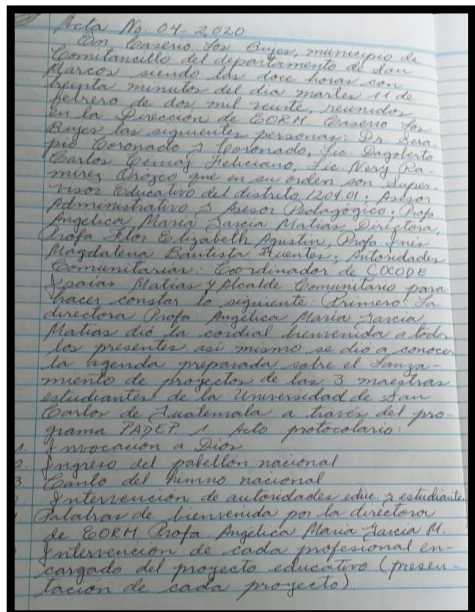 Acta No. 04-2,020
En Caserío Los Bujes, municipio de
Comitancillo del departamento de San
Marcos siendo las doce horas con
treinta minutos del día martes 11 de
febrero de dos mil veinte, reunidos
en la Dirección de EORM Caserío Los
Bujes las siguientes personas: Dr. Sera-
pio Coronado y Coronado, Lic Dagoberto
Carlos Feliciano, Lic Nery Ra-
mírez Orozco que en su orden son Super-
visor Educativo del distrito 120401, Asesor
Administrativo y Asesor Pedagógico, Profa
Angélica María García Matías, Directora,
Profa Flor Elizabeth Agustín, Profa Inés
Magdalena Bautista Fuentes, Autoridades
Comunitarias: Coordinador de COCODE
Isaías Matías y Alcalde Comunitario para
hacer constar lo siguiente: Primero: La
directora Profa Angélica María García
Matías dió la cordial bienvenida a todos
los presentes así mismo se dió a conocer
la agenda preparada sobre el lanza-
miento de proyectos de las 3 maestras
estudiantes de la Universidad de San
Carlos de Guatemala a través del pro-
grama PADEP 1. Acto protocolario:
1. Invocación a Dios
2. Ingreso del pabellón nacional
3. Canto del himno nacional
Intervención de autoridades educ. y estudiantes
Palabras de bienvenida por la directora
de EORM Profa Angélica María García M.
Intervención de cada profesional en-
cargado del proyecto educativo (presen-
tación de cada proyecto)